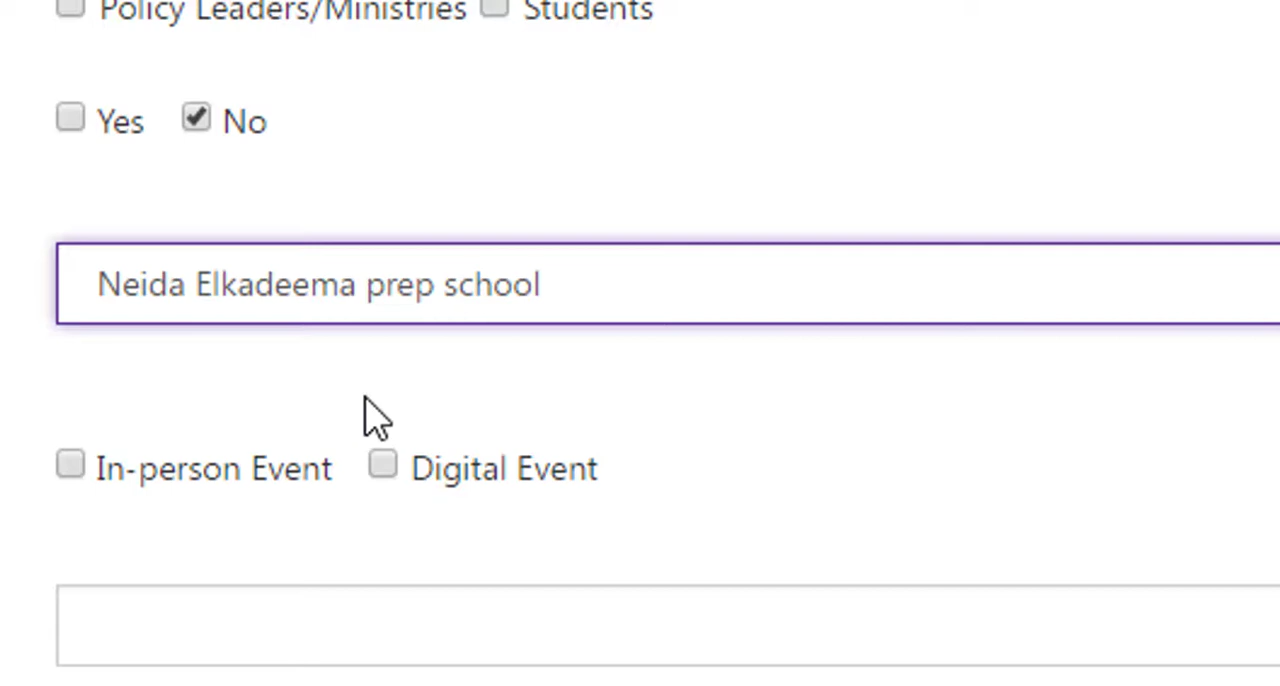 Policy Leaders/Ministries Students
Yes No
Neida Elkadeema prep school
In-person Event Digital Event